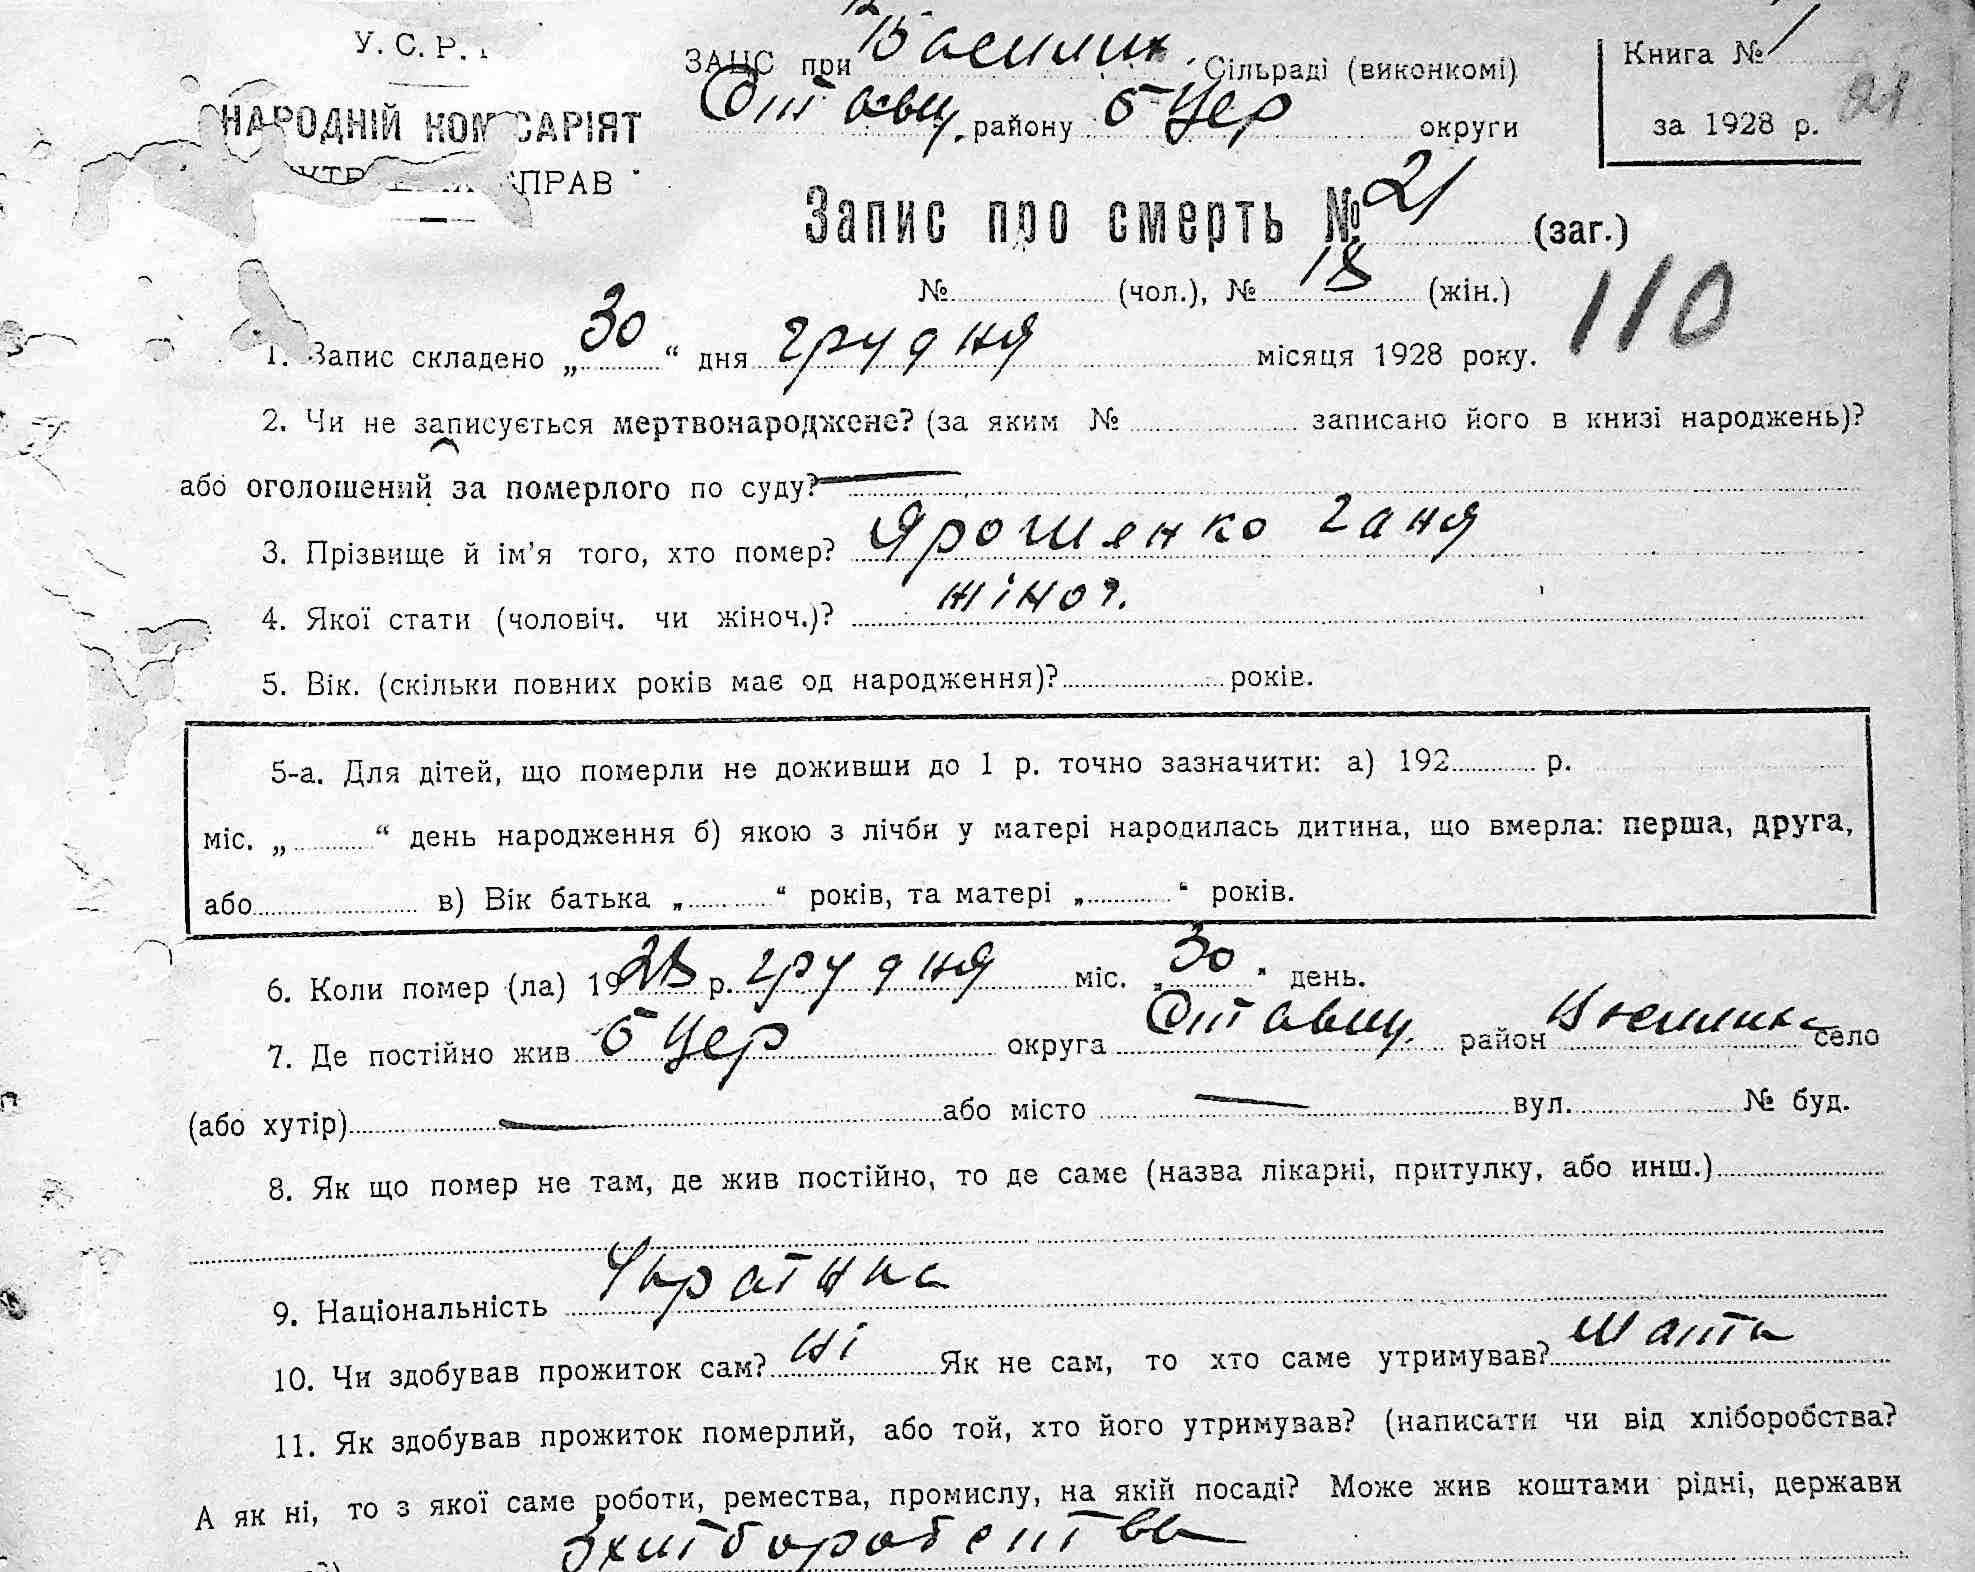 У. С. Р. Р.
НАРОДНІЙ КОМІСАРІЯТ
ВНУТРІШНІХ СПРАВ
ЗАЦС при Василик. Сільраді (виконкомі)
Ставищ. району Б Цер округи
Книга № 1
за 1928 р.
21
Запис про смерть № 21 (заг.)
№ (чол.), № 18 (жін.)
110
1. Запис складено „30“ дня грудня місяця 1928 року.
2. Чи не записується мертвонароджене? (за яким № записано його в книзі народжень)?
або оголошений за померлого по суду? —
3. Прізвище й ім’я того, хто помер? Ярошенко Ганя
4. Якої стати (чоловіч. чи жіноч.)? жіноч.
5. Вік. (скільки повних років має од народження)? років.
5-а. Для дітей, що померли не доживши до 1 р. точно зазначити: а) 192 р.
міс. „ “ день народження б) якою з лічби у матері народилась дитина, що вмерла: перша, друга,
або в) Вік батька „ “ років, та матері „ “ років.
6. Коли помер (ла) 1928 р. грудня міс. „30“ день.
7. Де постійно жив Б Цер округа Ставищ. район село
(або хутір) — або місто — вул. № буд.
8. Як що помер не там, де жив постійно, то де саме (назва лікарні, притулку, або инш.)
9. Національність Українка
10. Чи здобував прожиток сам? Ні Як не сам, то хто саме утримував? Мати
11. Як здобував прожиток померлий, або той, хто його утримував? (написати чи від хліборобства?
А як ні, то з якої саме роботи, ремества, промислу, на якій посаді? Може жив коштами рідні, держави
З хліборобства